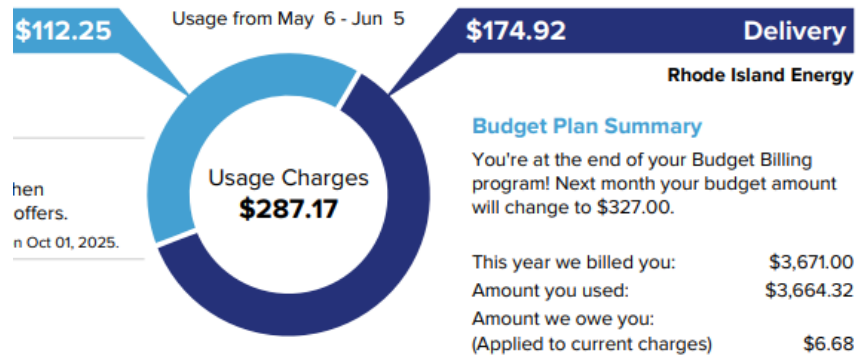 $112.25
Usage from May 6 - Jun 5
$174.92 Delivery
Rhode Island Energy
Usage Charges
$287.17
hen
offers.
n Oct 01, 2025.
Budget Plan Summary
You're at the end of your Budget Billing
program! Next month your budget amount
will change to $327.00.
This year we billed you: $3,671.00
Amount you used: $3,664.32
Amount we owe you:
(Applied to current charges) $6.68